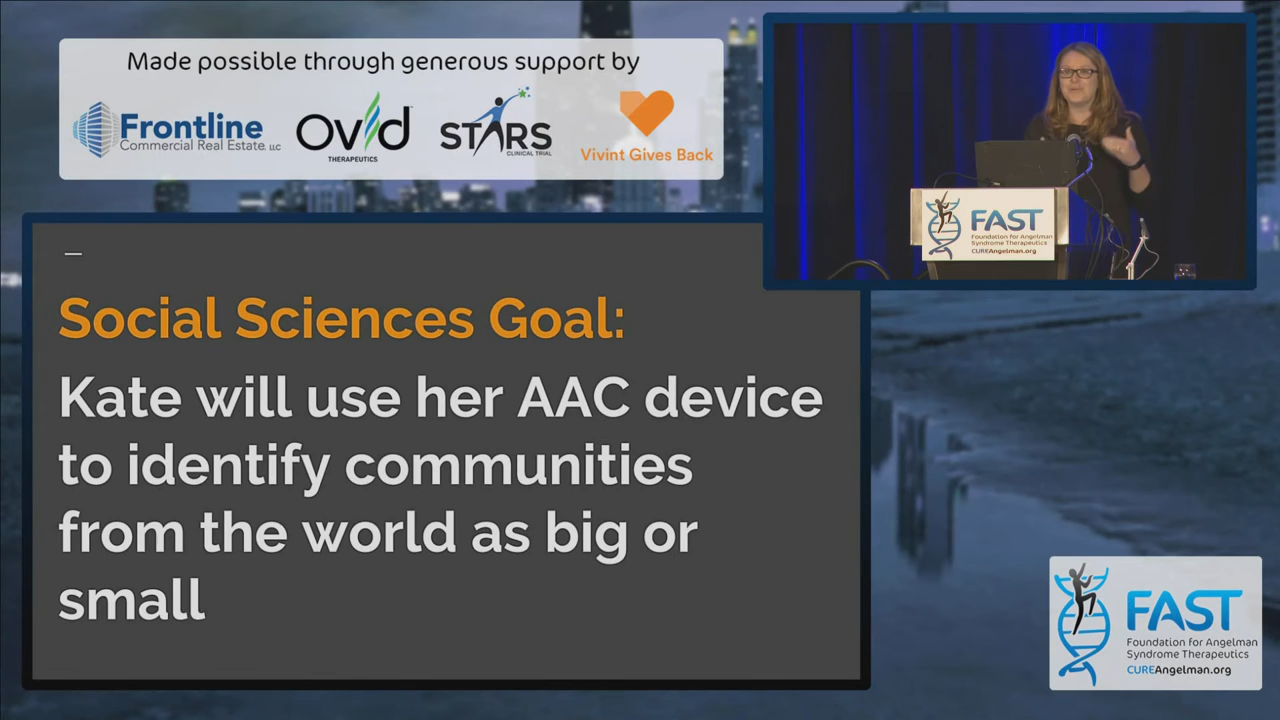 Made possible through generous support by
Frontline
Commercial Real Estate, LLC
OVID
THERAPEUTICS
STARS
CLINICAL TRIAL
Vivint Gives Back
FAST
Foundation for Angelman
Syndrome Therapeutics
CUREAngelman.org
Social Sciences Goal:
Kate will use her AAC device
to identify communities
from the world as big or
small
FAST
Foundation for Angelman
Syndrome Therapeutics
CUREAngelman.org